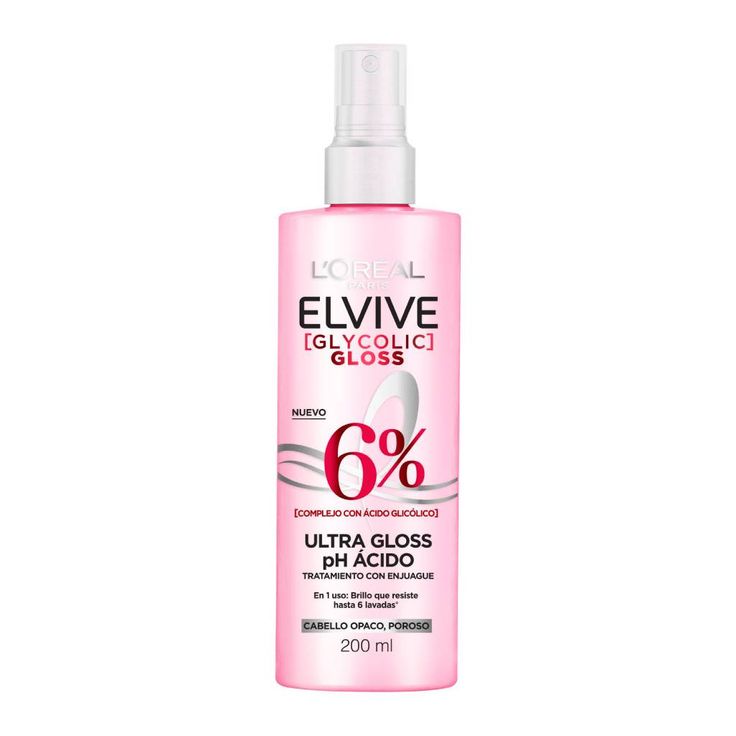 L'ORÉAL
PARIS
ELVIVE
[GLYCOLIC]
GLOSS
NUEVO
6%
[COMPLEJO CON ÁCIDO GLICÓLICO]
ULTRA GLOSS
pH ÁCIDO
TRATAMIENTO CON ENJUAGUE
En 1 uso: Brillo que resiste
hasta 6 lavadas*
CABELLO OPACO, POROSO
200 ml